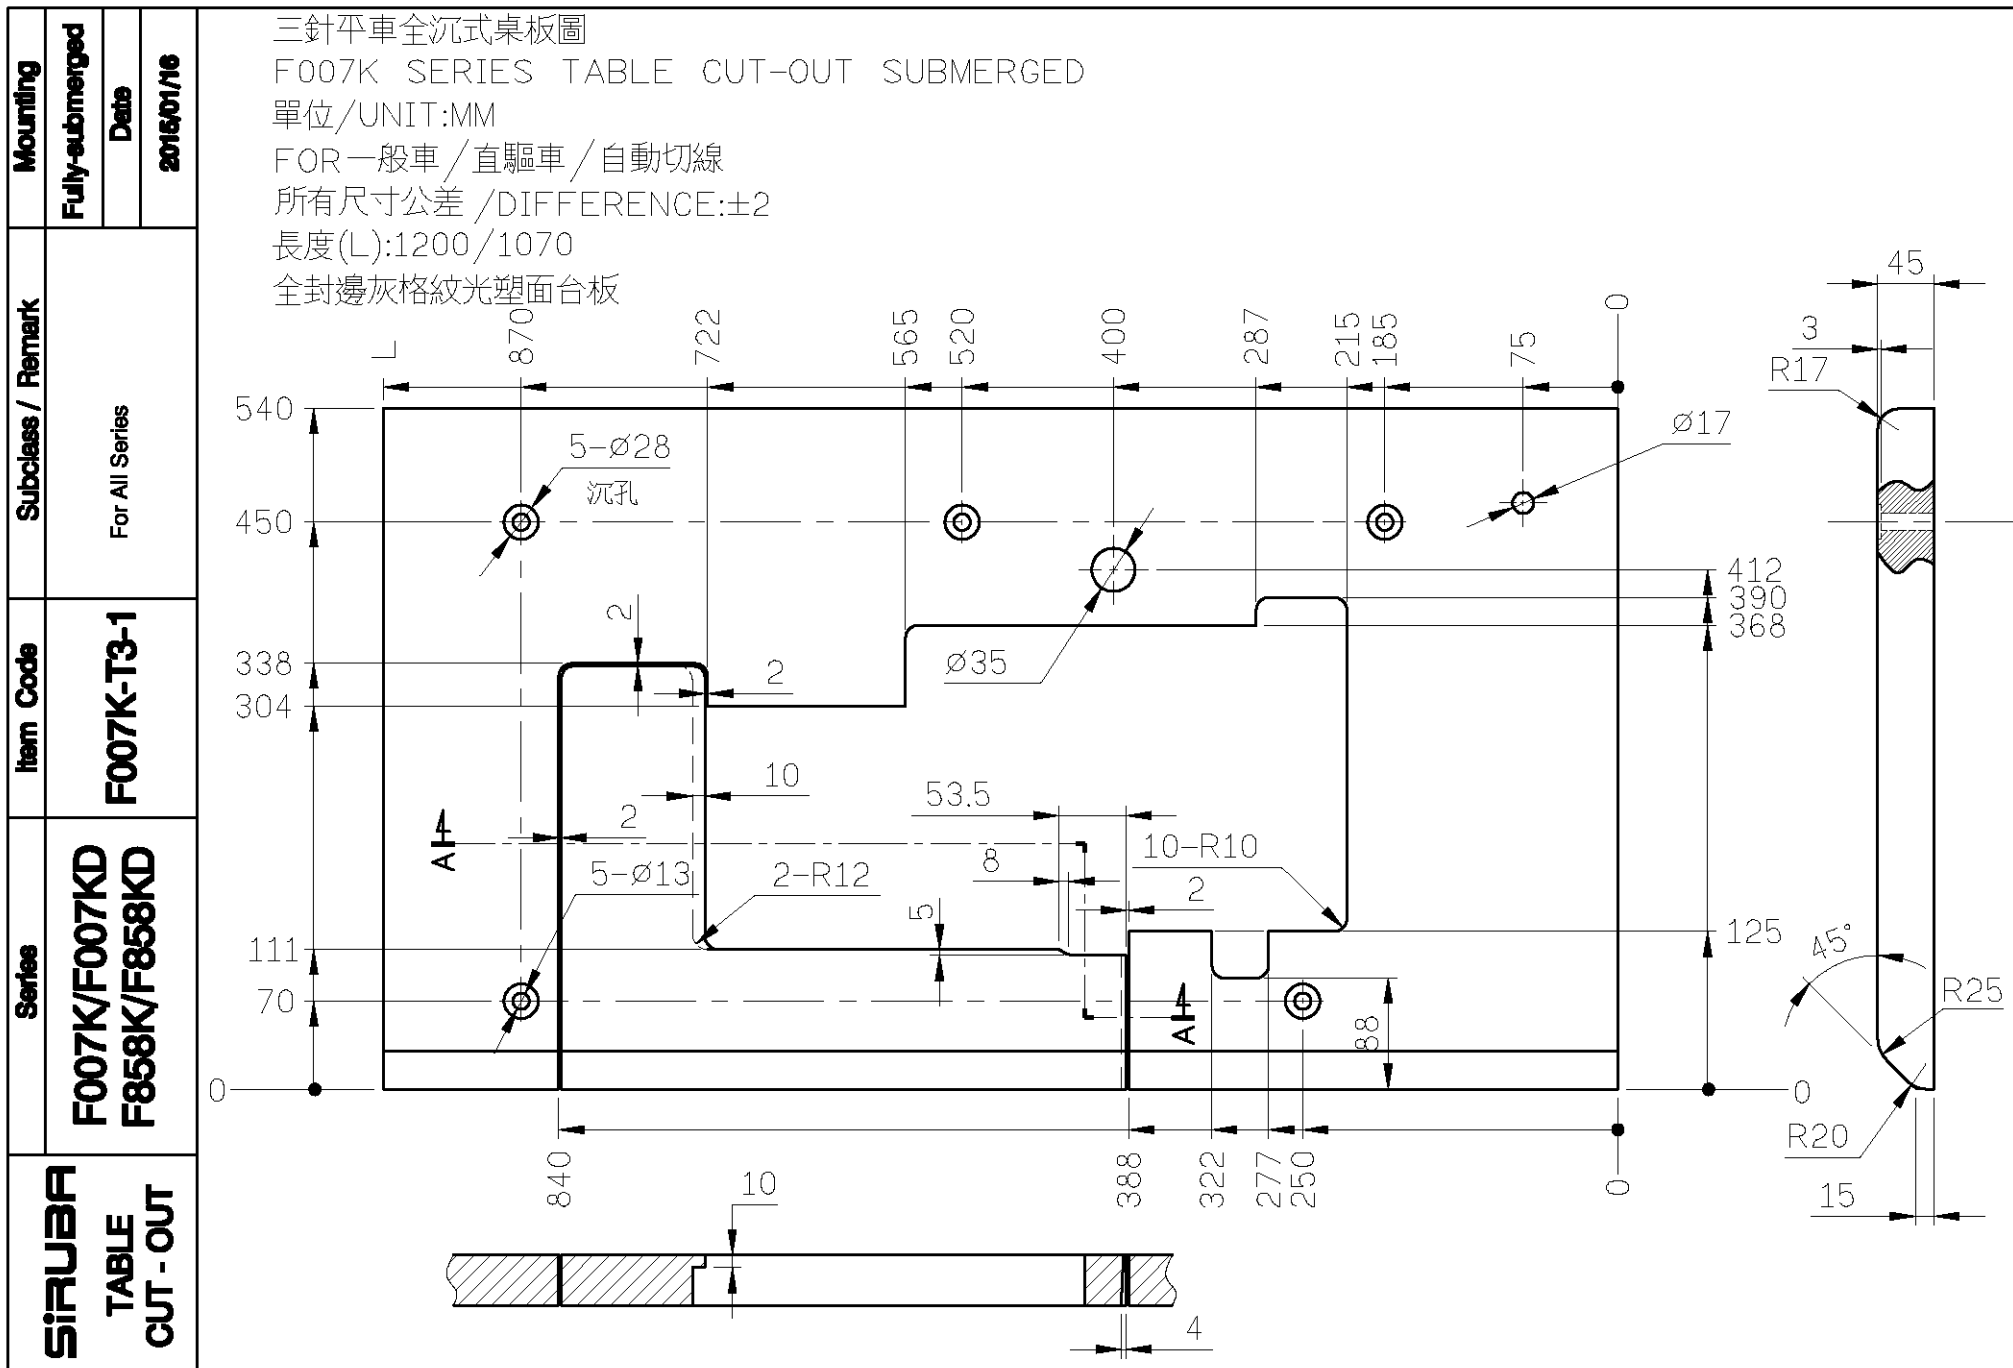 三針平車全沉式桌板圖
F007K SERIES TABLE CUT-OUT SUBMERGED
單位/UNIT:MM
FOR一般車/直驅車/自動切線
所有尺寸公差/DIFFERENCE:±2
長度(L):1200/1070
全封邊灰格紋光塑面台板
Mounting
Fully-submerged
Date
2015/01/16
Subclass / Remark
For All Series
Item Code
F007K-T3-1
Series
F007K/F007KD
F858K/F858KD
SiRUBA
TABLE
CUT - OUT
L
870
722
565
520
400
287
215
185
75
0
540
450
338
304
111
70
0
5-Ø28
沉孔
Ø17
Ø35
2
2
10
2
53.5
8
5
10-R10
2
5-Ø13
2-R12
A
A
88
412
390
368
125
0
840
388
322
277
250
0
10
4
45
3
R17
45°
R25
R20
15